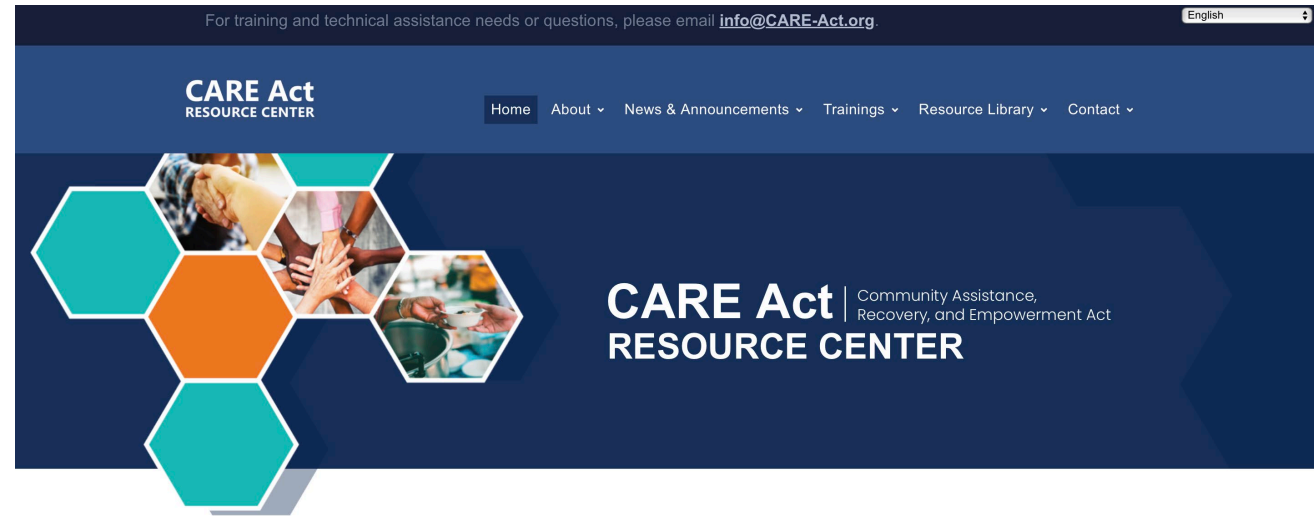 For training and technical assistance needs or questions, please email info@CARE-Act.org.
English
CARE Act
RESOURCE CENTER
Home About News & Announcements Trainings Resource Library Contact
CARE Act
Community Assistance,
Recovery, and Empowerment Act
RESOURCE CENTER